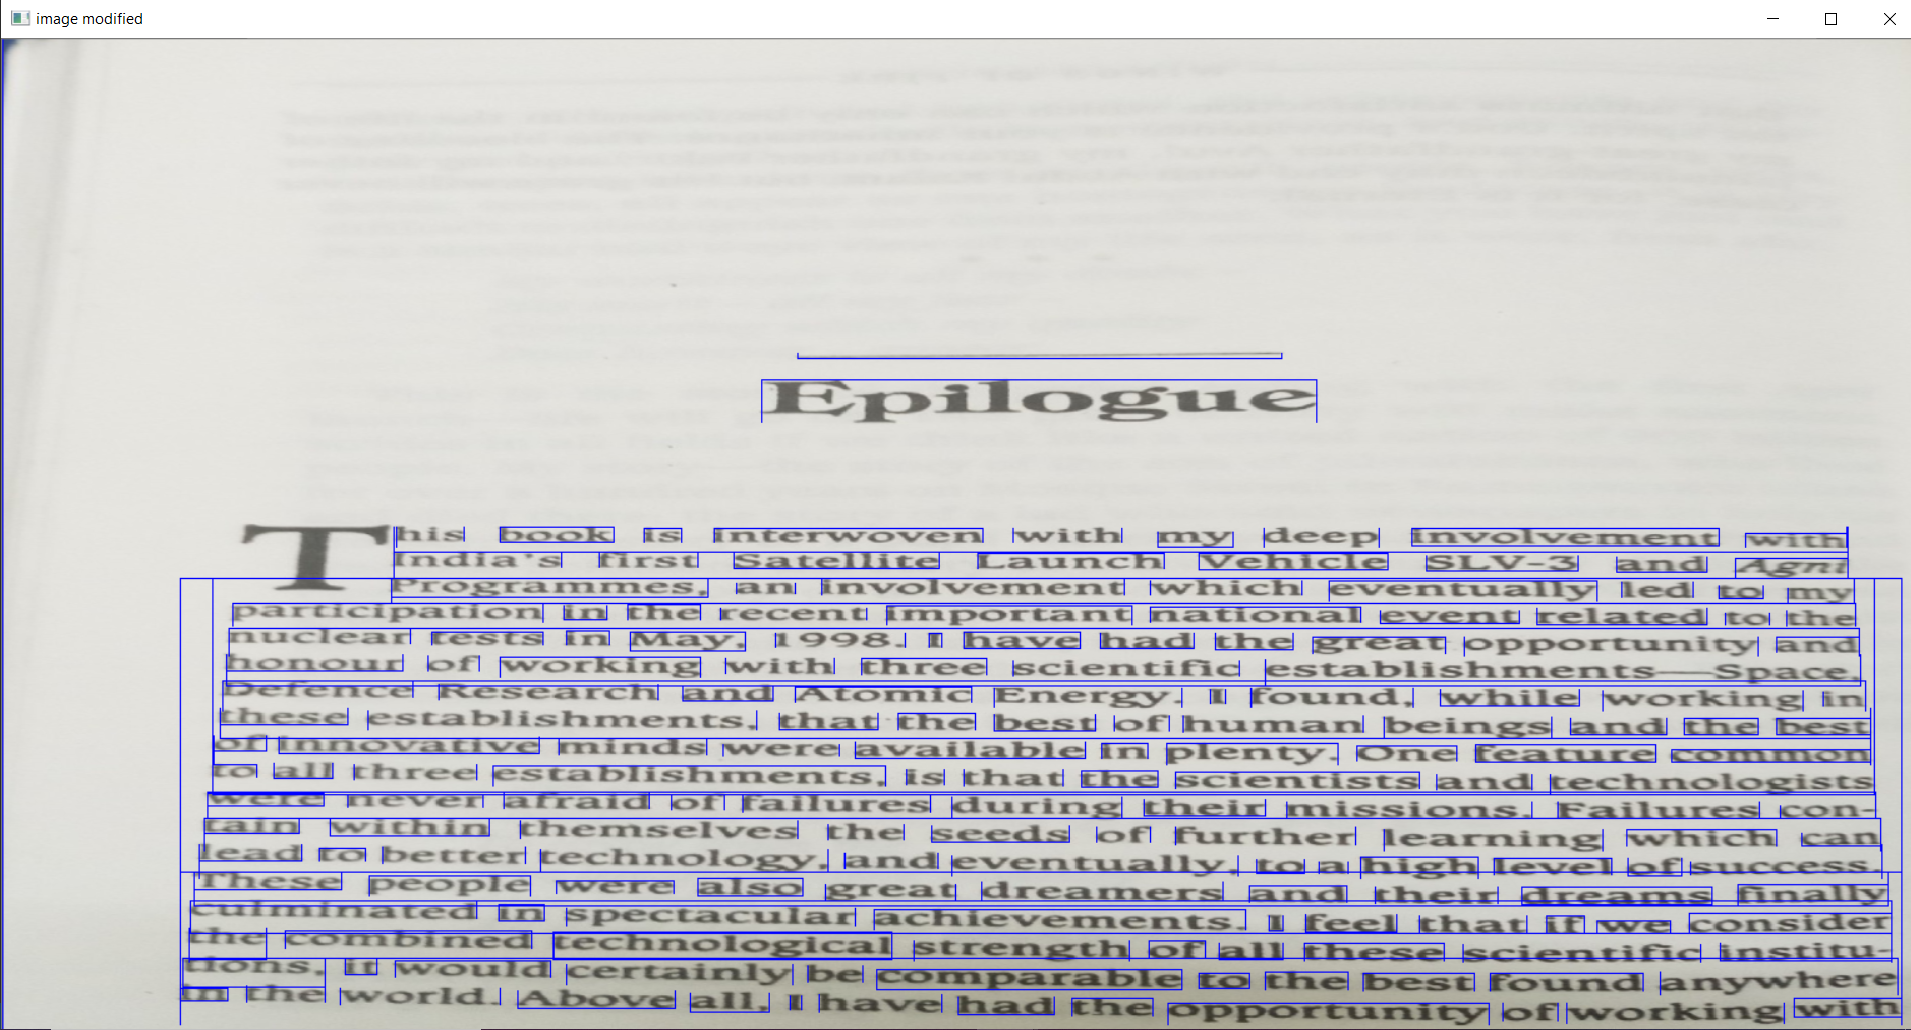 image modified
Epilogue
This book is interwoven with my deep involvement with
India's first Satellite Launch Vehicle SLV-3 and Agni
Programmes, an involvement which eventually led to my
participation in the recent important national event related to the
nuclear tests in May, 1998. I have had the great opportunity and
honour of working with three scientific establishments—Space,
Defence Research and Atomic Energy. I found, while working in
these establishments, that the best of human beings and the best
of innovative minds were available in plenty. One feature common
to all three establishments, is that the scientists and technologists
were never afraid of failures during their missions. Failures con-
tain within themselves the seeds of further learning which can
lead to better technology, and eventually, to a high level of success.
These people were also great dreamers and their dreams finally
culminated in spectacular achievements. I feel that if we consider
the combined technological strength of all these scientific institu-
tions, it would certainly be comparable to the best found anywhere
in the world. Above all, I have had the opportunity of working with